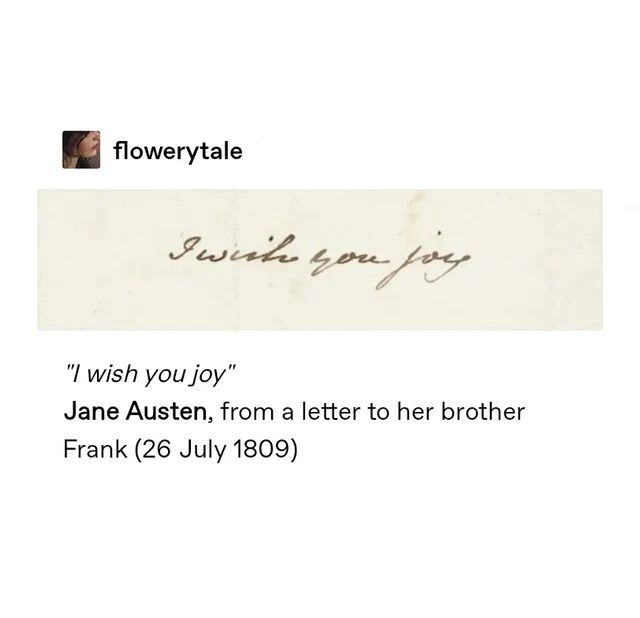 flowerytale
I wish you joy
"I wish you joy"
Jane Austen, from a letter to her brother
Frank (26 July 1809)